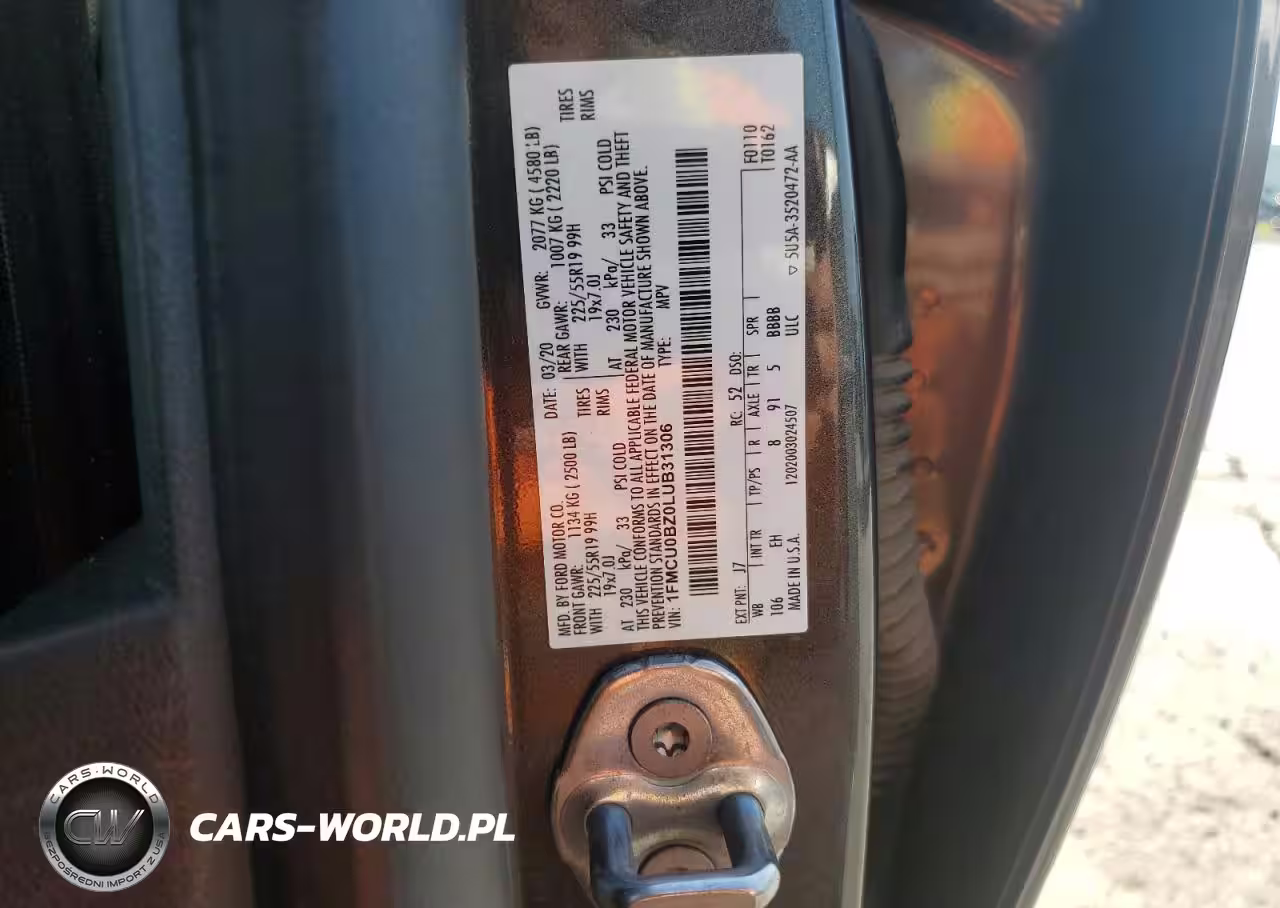 MFD. BY FORD MOTOR CO.
DATE: 03/20 GVWR: 2077 KG ( 4580 LB)
FRONT GAWR: 1134 KG ( 2500 LB)
REAR GAWR: 1007 KG ( 2220 LB)
WITH 225/55R19 99H TIRES
WITH 225/55R19 99H TIRES
19x7.0J RIMS
19x7.0J RIMS
AT 230 kPa/ 33 PSI COLD
AT 230 kPa/ 33 PSI COLD
THIS VEHICLE CONFORMS TO ALL APPLICABLE FEDERAL MOTOR VEHICLE SAFETY AND THEFT
PREVENTION STANDARDS IN EFFECT ON THE DATE OF MANUFACTURE SHOWN ABOVE.
VIN: 1FMCU0BZ0LUB31306 TYPE: MPV
EXT PNT: J7 RC: 52 DSO: F0110
WB INT TR TP/PS R AXLE TR SPR T0162
106 EH 8 91 5 BBBB
MADE IN U.S.A. 1202003024507 ULC ▽ 5U5A-3520472-AA
CARS-WORLD
CW
BEZPOŚREDNI IMPORT Z USA
CARS-WORLD.PL